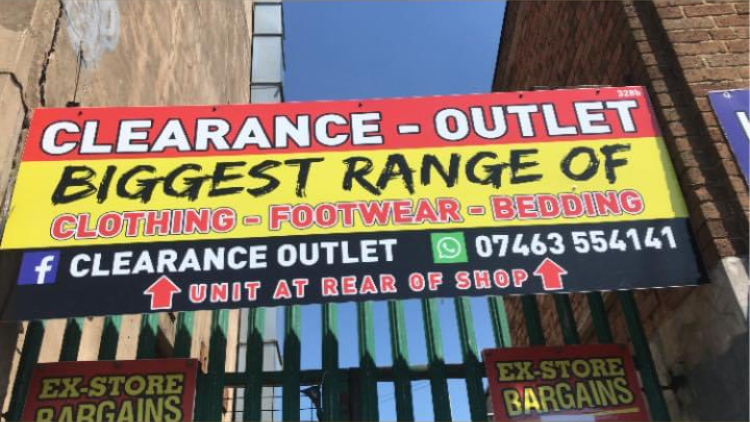 328b
CLEARANCE - OUTLET
BIGGEST RANGE OF
CLOTHING - FOOTWEAR - BEDDING
f CLEARANCE OUTLET 07463 554141
UNIT AT REAR OF SHOP
EX-STORE
BARGAINS
EX-STORE
BARGAINS